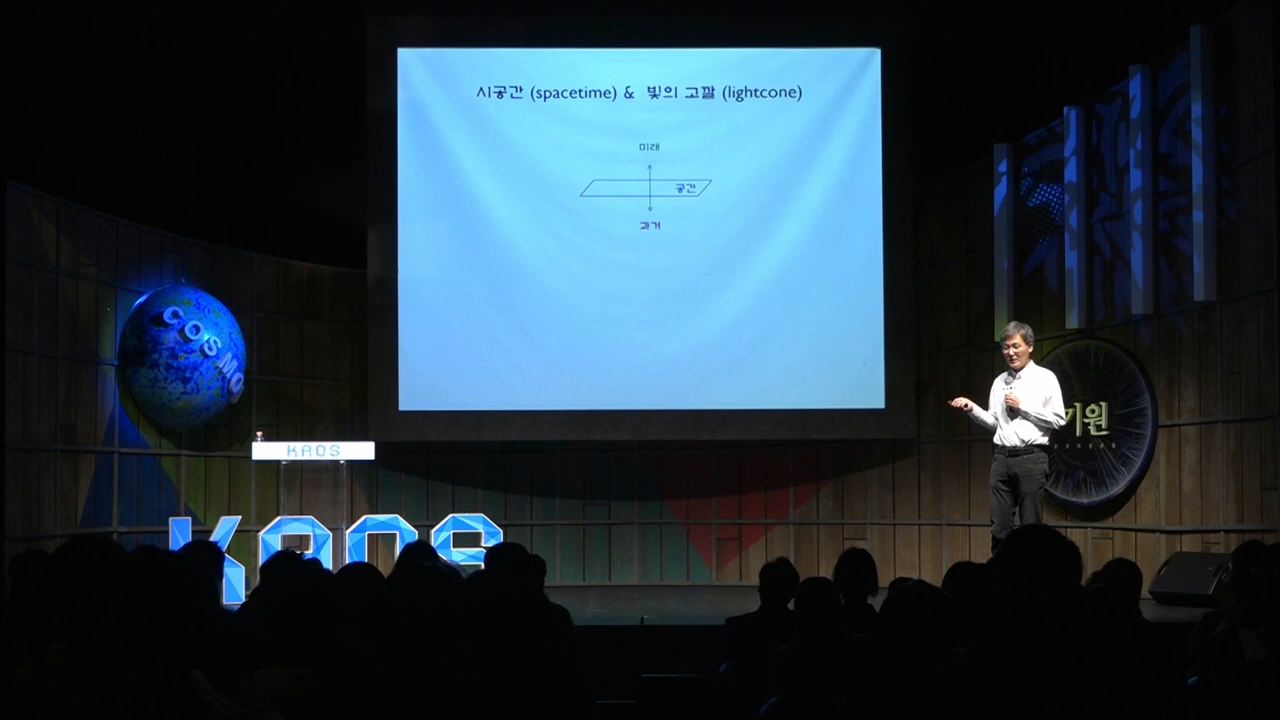 시공간 (spacetime) & 빛의 고깔 (lightcone)
미래
공간
과거
COSMO
KAOS
기원
KAOS